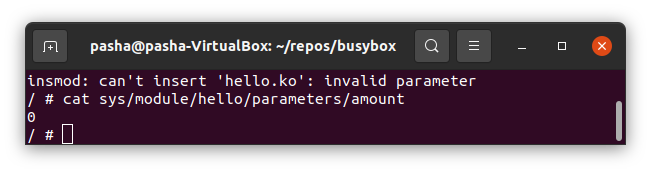 pasha@pasha-VirtualBox: ~/repos/busybox
insmod: can't insert 'hello.ko': invalid parameter
/ # cat sys/module/hello/parameters/amount
0
/ #